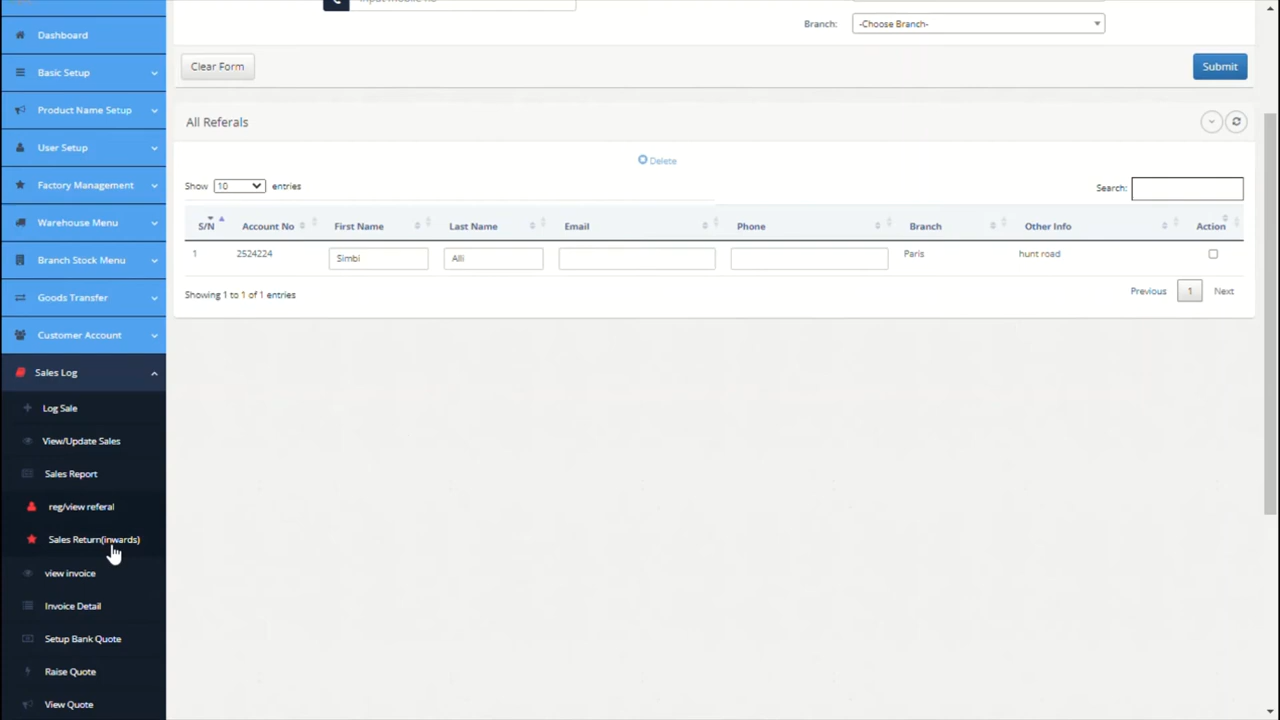 Branch: -Choose Branch-
Clear Form
Submit
All Referals
Delete
Show 10 entries
Search:
S/N Account No First Name Last Name Email Phone Branch Other Info Action
1 2524224 Simbi Alli Paris hunt road
Showing 1 to 1 of 1 entries
Previous 1 Next
Dashboard
Basic Setup
Product Name Setup
User Setup
Factory Management
Warehouse Menu
Branch Stock Menu
Goods Transfer
Customer Account
Sales Log
Log Sale
View/Update Sales
Sales Report
reg/view referal
Sales Return(inwards)
view invoice
Invoice Detail
Setup Bank Quote
Raise Quote
View Quote